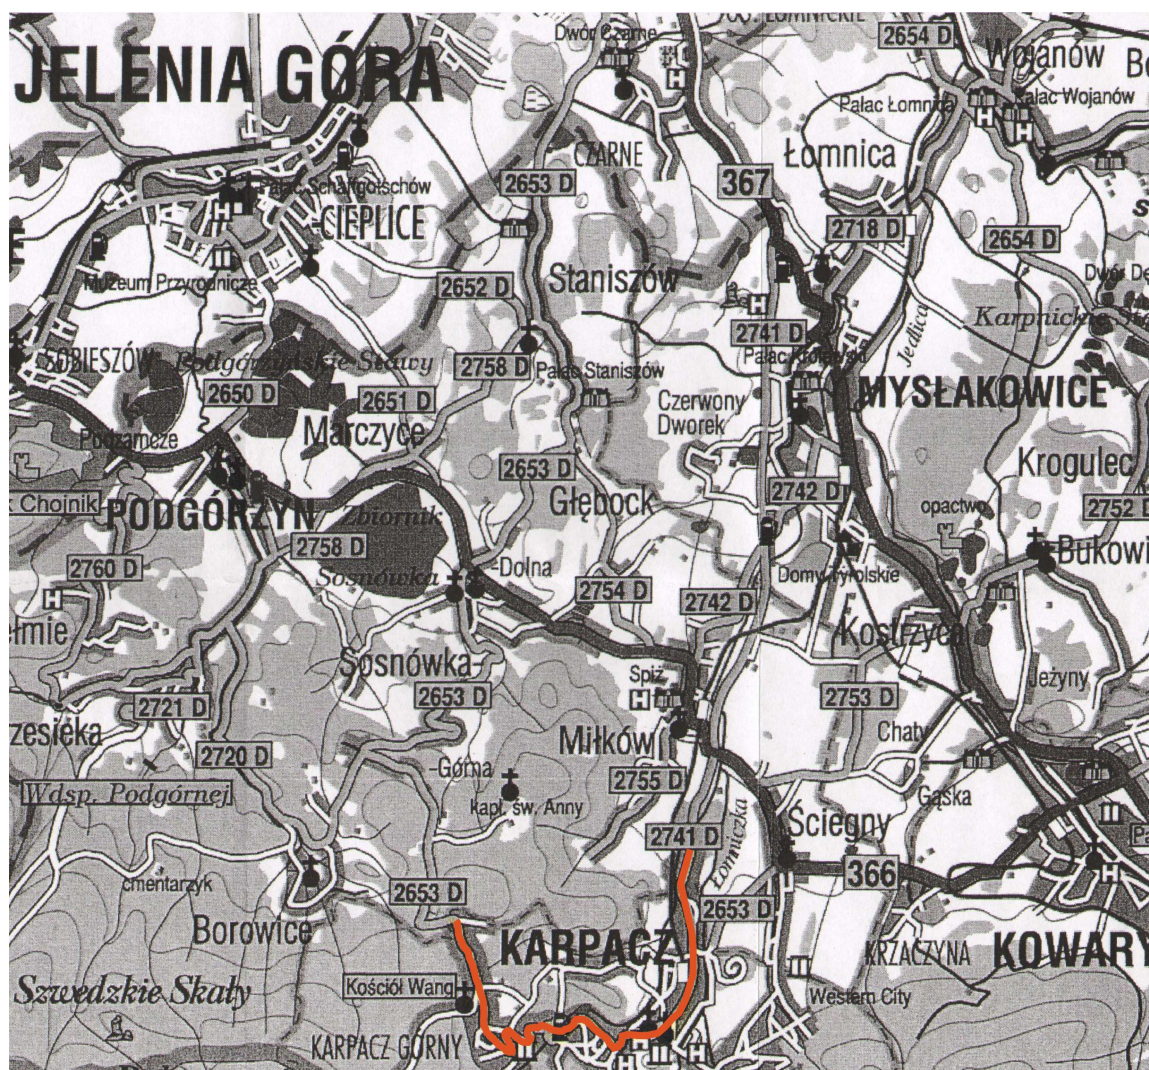 JELENIA GÓRA
Dwór Czarne
2654 D
Wojanów
Pałac Łomnica
Pałac Wojanów
CZARNE
Łomnica
367
2653 D
Pałac Schaffgotschów
CIEPLICE
2718 D
2654 D
Muzeum Przyrodnicze
2652 D
Staniszów
Jedlica
Karpnickie
2741 D
SOBIESZÓW
Podgórzyńskie Stawy
2758 D
Pałac Staniszów
2650 D
2651 D
Czerwony
Dworek
MYSŁAKOWICE
Podzamcze
Marczyce
2653 D
Krogulec
Chojnik
PODGÓRZYN
Zbiornik
Sosnówka
Głębock
2742 D
opactwo
2752 D
2758 D
2760 D
-Dolna
2754 D
2742 D
Domy Tyrolskie
Kostrzyca
Sosnówka-
2653 D
Spiż
2753 D
Jeżyny
2721 D
2720 D
Miłków
Chaty
-Górna
2755 D
Wdsp. Podgórnej
kapl. św. Anny
Gąska
2741 D
Łomniczka
Ściegny
366
cmentarzyk
2653 D
2653 D
Borowice
KARPACZ
KRZACZYNA
KOWARY
Szwedzkie Skały
Kościół Wang
Western City
KARPACZ GÓRNY